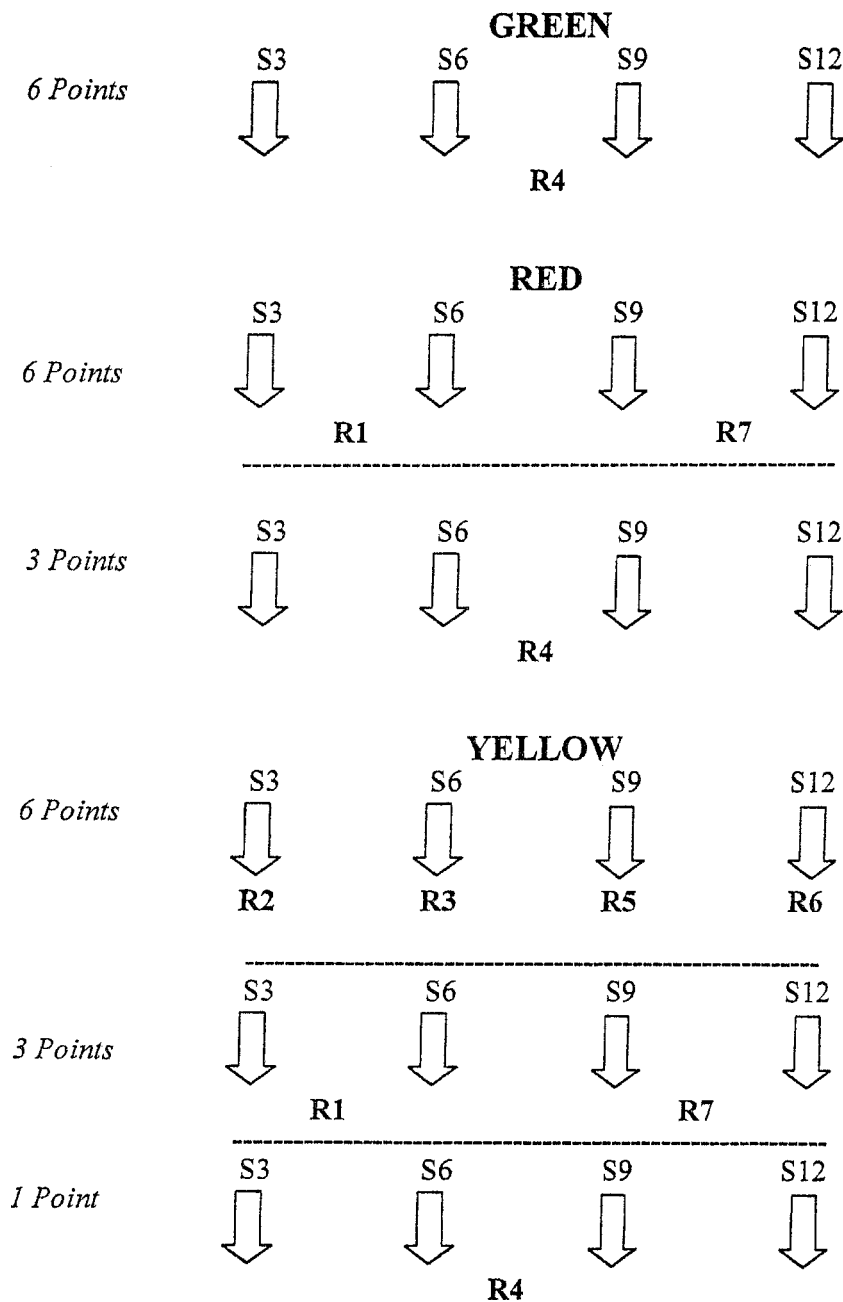 GREEN
S3 S6 S9 S12
6 Points
R4
RED
S3 S6 S9 S12
6 Points
R1 R7
S3 S6 S9 S12
3 Points
R4
YELLOW
S3 S6 S9 S12
6 Points
R2 R3 R5 R6
S3 S6 S9 S12
3 Points
R1 R7
S3 S6 S9 S12
1 Point
R4